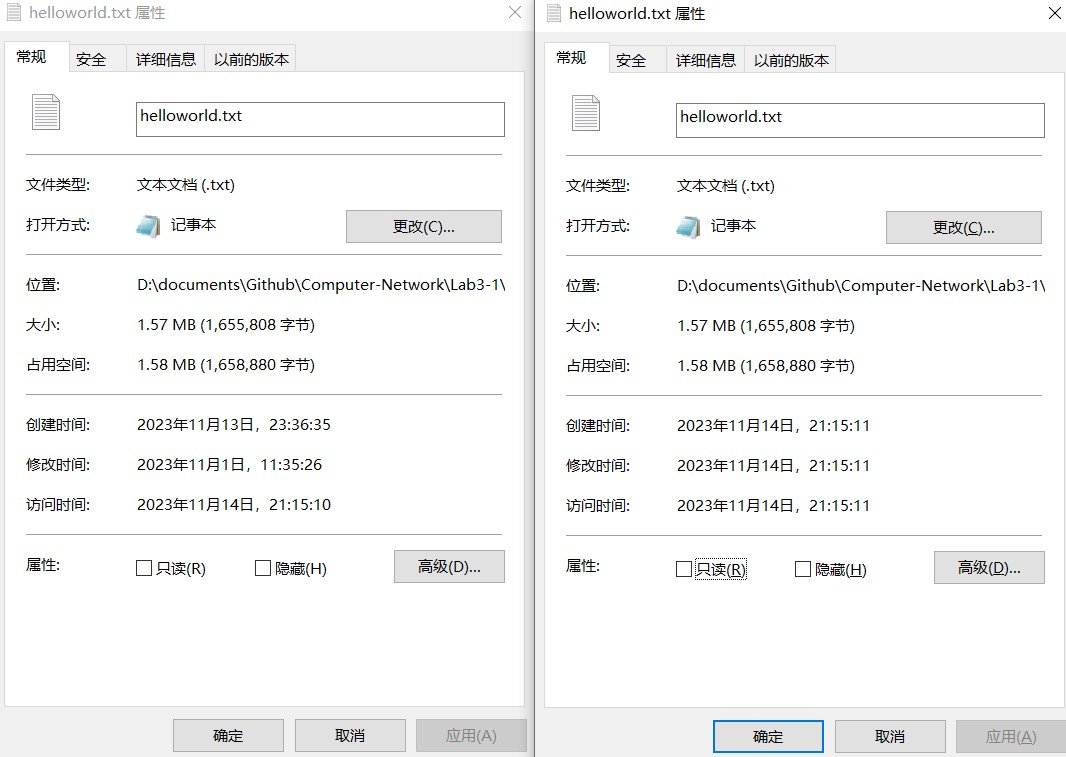 helloworld.txt 属性
常规 安全 详细信息 以前的版本
helloworld.txt
文件类型: 文本文档 (.txt)
打开方式: 记事本 更改(C)...
位置: D:\documents\Github\Computer-Network\Lab3-1\
大小: 1.57 MB (1,655,808 字节)
占用空间: 1.58 MB (1,658,880 字节)
创建时间: 2023年11月13日，23:36:35
修改时间: 2023年11月1日，11:35:26
访问时间: 2023年11月14日，21:15:10
属性: 只读(R) 隐藏(H) 高级(D)...
确定 取消 应用(A)
helloworld.txt 属性
常规 安全 详细信息 以前的版本
helloworld.txt
文件类型: 文本文档 (.txt)
打开方式: 记事本 更改(C)...
位置: D:\documents\Github\Computer-Network\Lab3-1\
大小: 1.57 MB (1,655,808 字节)
占用空间: 1.58 MB (1,658,880 字节)
创建时间: 2023年11月14日，21:15:11
修改时间: 2023年11月14日，21:15:11
访问时间: 2023年11月14日，21:15:11
属性: 只读(R) 隐藏(H) 高级(D)...
确定 取消 应用(A)